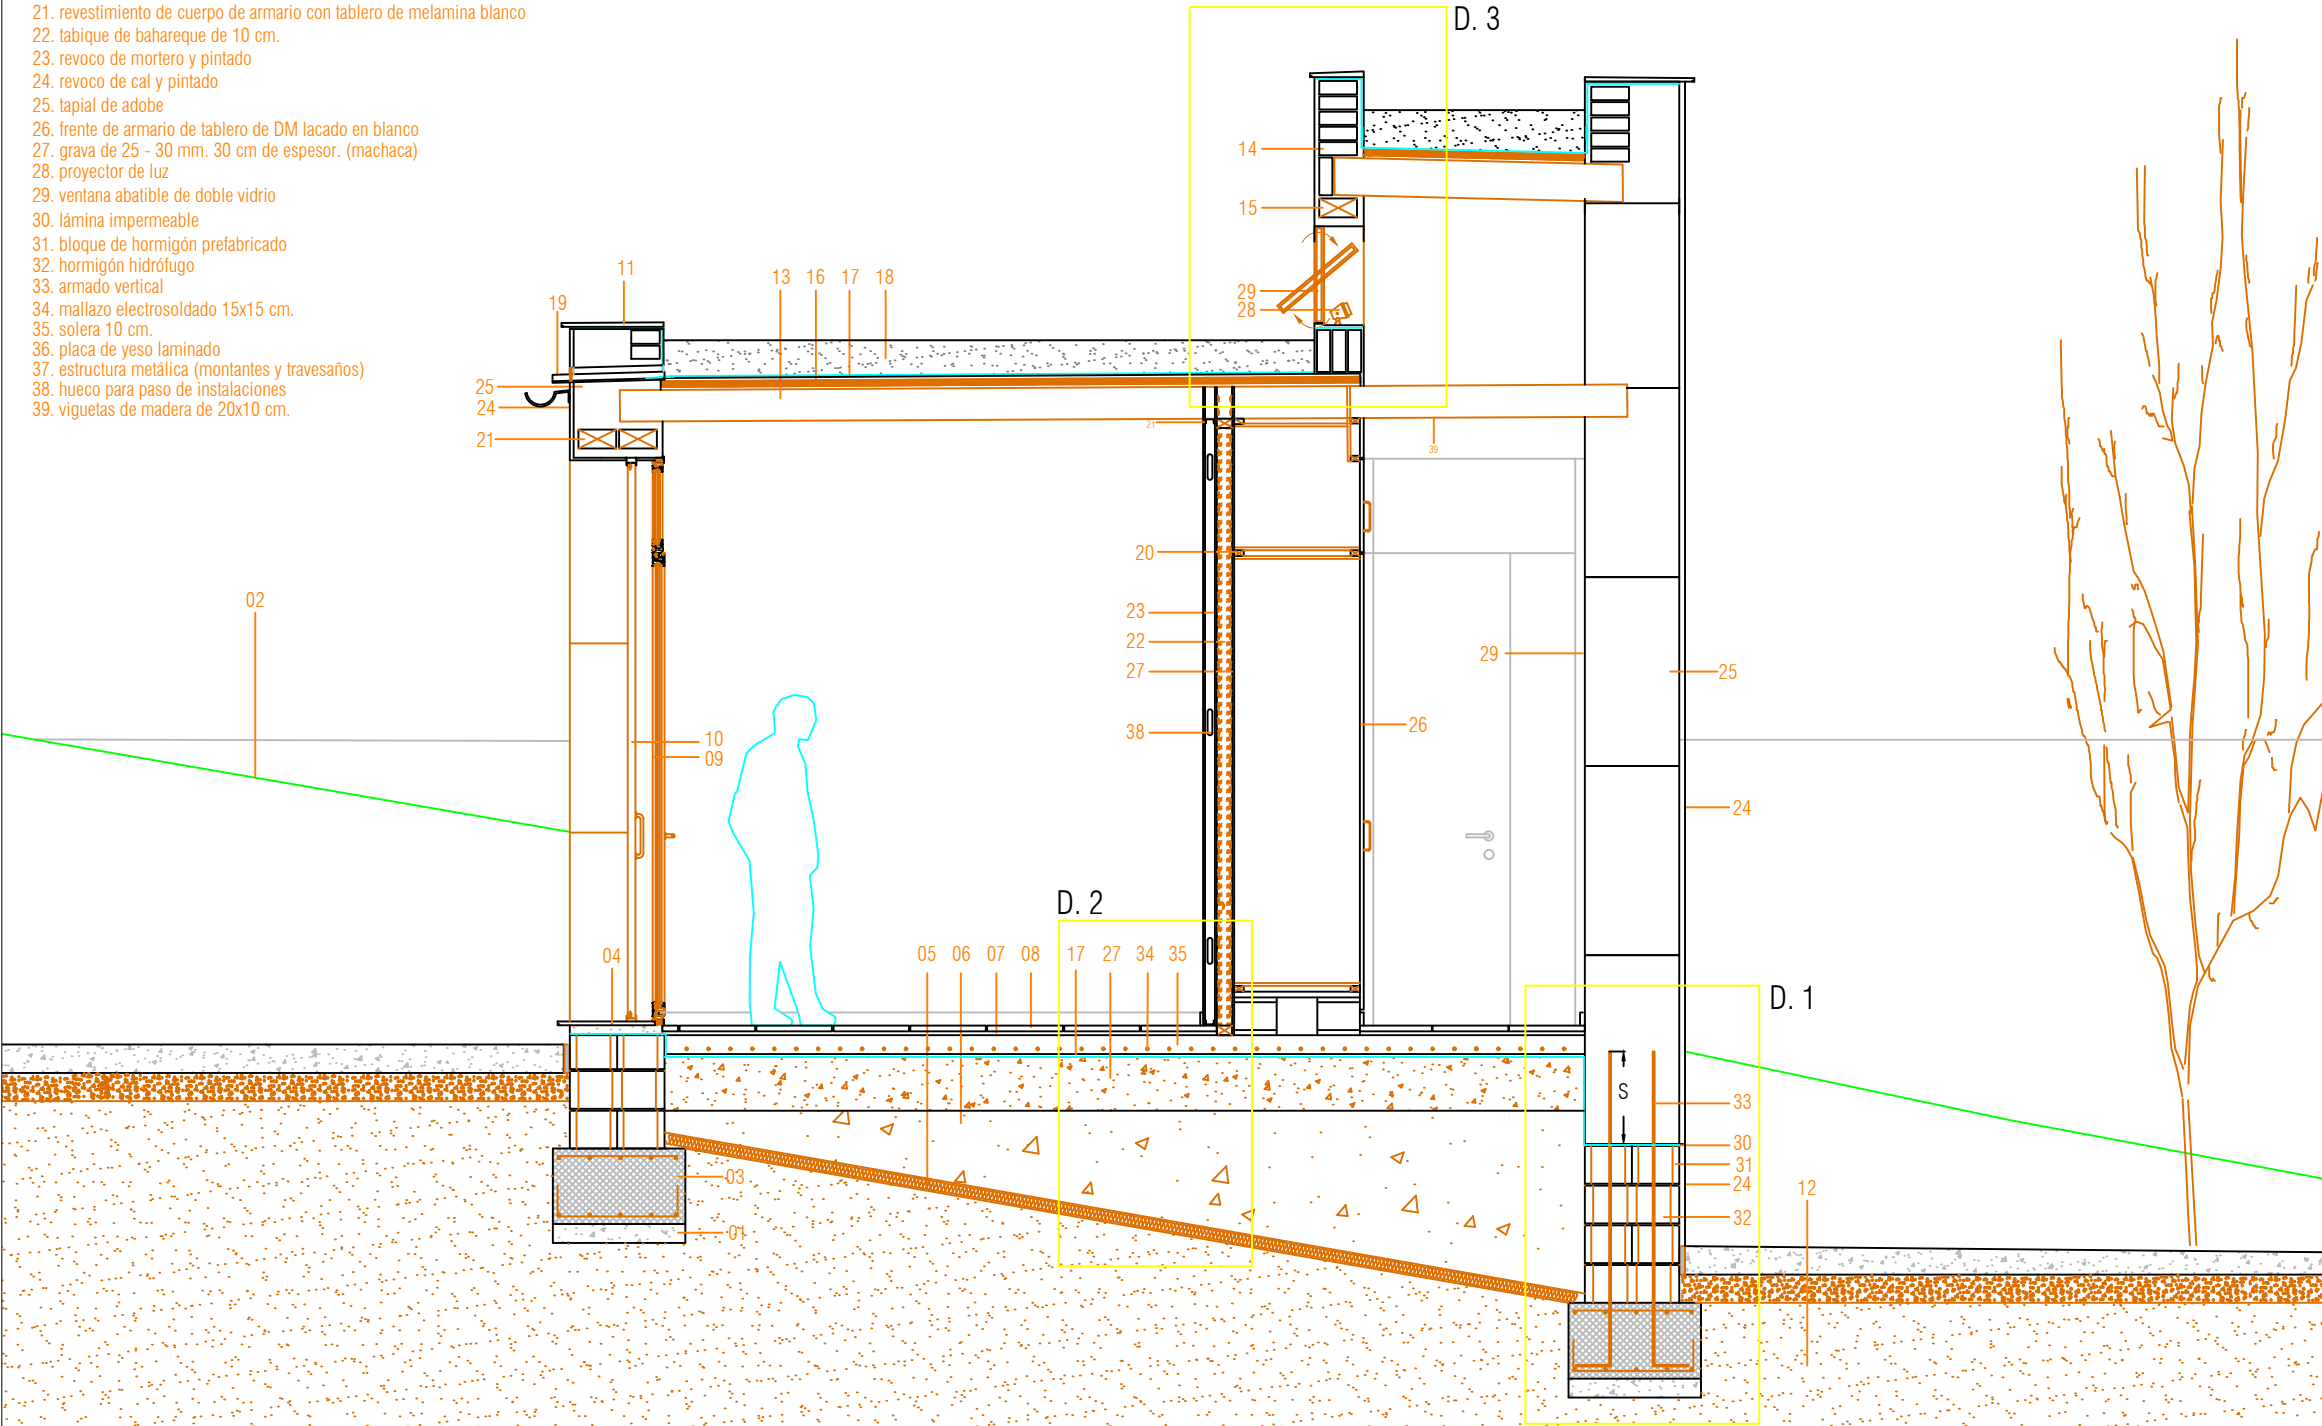 21. revestimiento de cuerpo de armario con tablero de melamina blanco
22. tabique de bahareque de 10 cm.
23. revoco de mortero y pintado
24. revoco de cal y pintado
25. tapial de adobe
26. frente de armario de tablero de DM lacado en blanco
27. grava de 25 - 30 mm. 30 cm de espesor. (machaca)
28. proyector de luz
29. ventana abatible de doble vidrio
30. lámina impermeable
31. bloque de hormigón prefabricado
32. hormigón hidrófugo
33. armado vertical
34. mallazo electrosoldado 15x15 cm.
35. solera 10 cm.
36. placa de yeso laminado
37. estructura metálica (montantes y travesaños)
38. hueco para paso de instalaciones
39. viguetas de madera de 20x10 cm.
D. 3
14
15
29
28
11
19
13 16 17 18
25
24
21
21
39
20
02
23
22
27
38
29
25
26
10
09
24
D. 2
04
05 06 07 08 17 27 34 35
D. 1
S
33
30
31
24
32
12
03
01